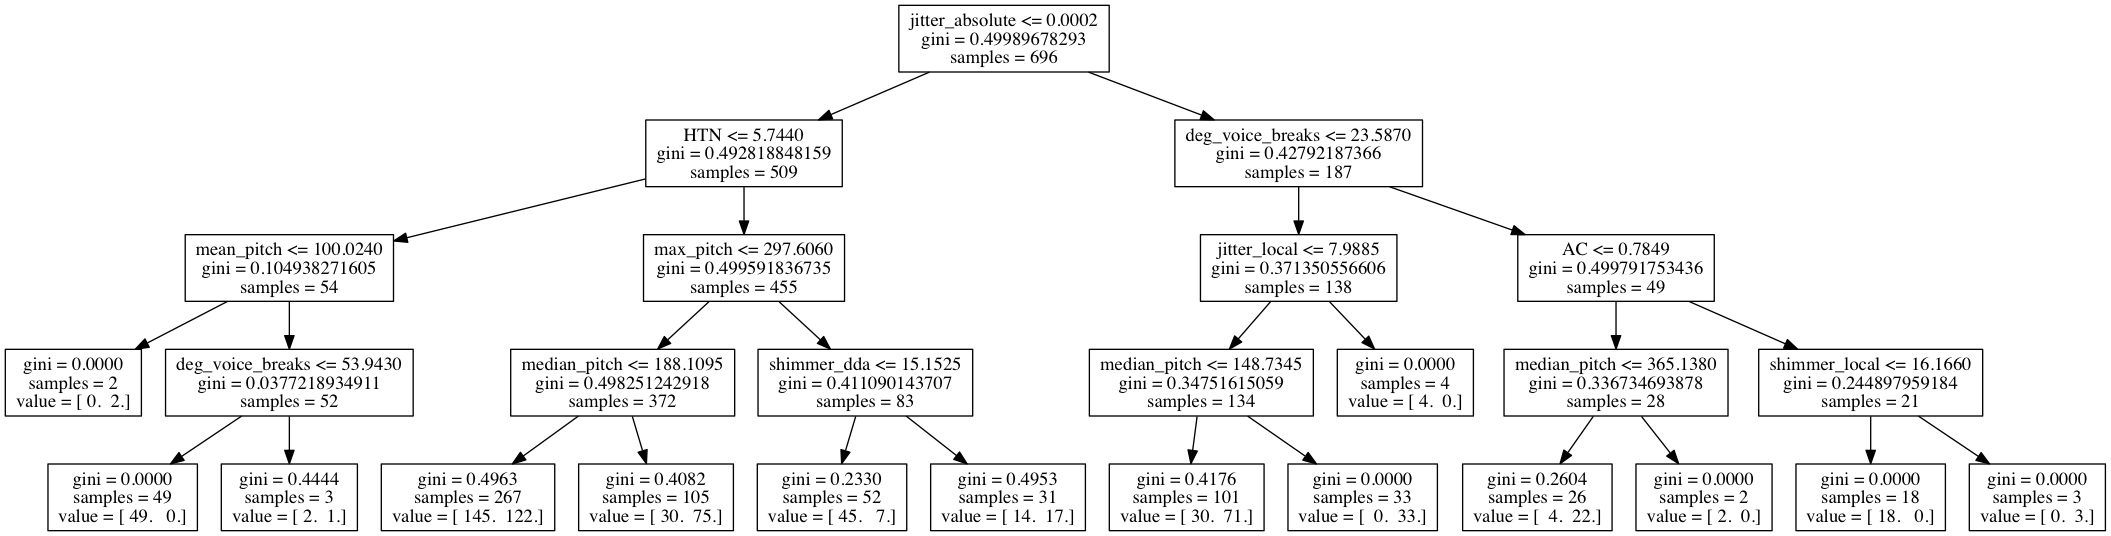 jitter_absolute <= 0.0002
gini = 0.49989678293
samples = 696
HTN <= 5.7440
gini = 0.492818848159
samples = 509
deg_voice_breaks <= 23.5870
gini = 0.42792187366
samples = 187
mean_pitch <= 100.0240
gini = 0.104938271605
samples = 54
max_pitch <= 297.6060
gini = 0.499591836735
samples = 455
jitter_local <= 7.9885
gini = 0.371350556606
samples = 138
AC <= 0.7849
gini = 0.499791753436
samples = 49
gini = 0.0000
samples = 2
value = [ 0.  2.]
deg_voice_breaks <= 53.9430
gini = 0.0377218934911
samples = 52
median_pitch <= 188.1095
gini = 0.498251242918
samples = 372
shimmer_dda <= 15.1525
gini = 0.411090143707
samples = 83
median_pitch <= 148.7345
gini = 0.34751615059
samples = 134
gini = 0.0000
samples = 4
value = [ 4.  0.]
median_pitch <= 365.1380
gini = 0.336734693878
samples = 28
shimmer_local <= 16.1660
gini = 0.244897959184
samples = 21
gini = 0.0000
samples = 49
value = [ 49.   0.]
gini = 0.4444
samples = 3
value = [ 2.  1.]
gini = 0.4963
samples = 267
value = [ 145.  122.]
gini = 0.4082
samples = 105
value = [ 30.  75.]
gini = 0.2330
samples = 52
value = [ 45.   7.]
gini = 0.4953
samples = 31
value = [ 14.  17.]
gini = 0.4176
samples = 101
value = [ 30.  71.]
gini = 0.0000
samples = 33
value = [  0.  33.]
gini = 0.2604
samples = 26
value = [  4.  22.]
gini = 0.0000
samples = 2
value = [ 2.  0.]
gini = 0.0000
samples = 18
value = [ 18.   0.]
gini = 0.0000
samples = 3
value = [ 0.  3.]